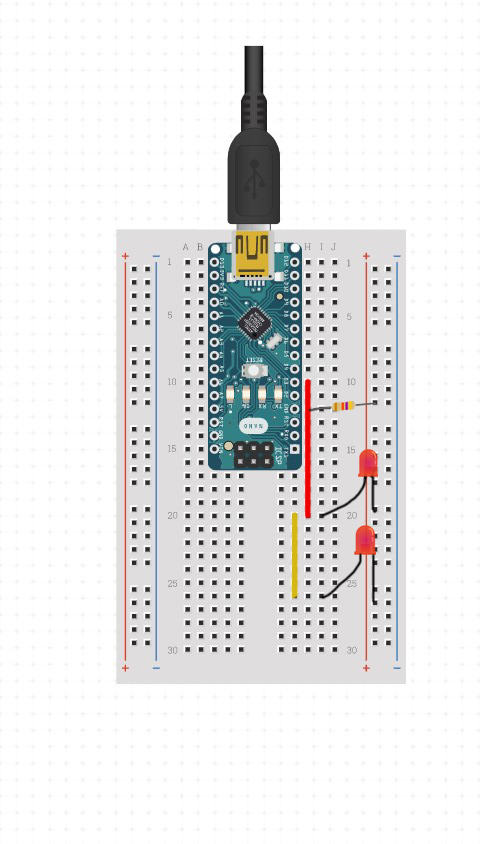 1 5 10 15 20 25 30
J
I
H
D12 D11 D10 D9 D8 D7 D6 D5 D4 D3 D2 GND RST RX0 TX1
ICSP
RESET
NANO
D13 3V3 REF A0 A1 A2 A3 A4 A5 A6 A7 5V RST GND VIN
B
A
1 5 10 15 20 25 30